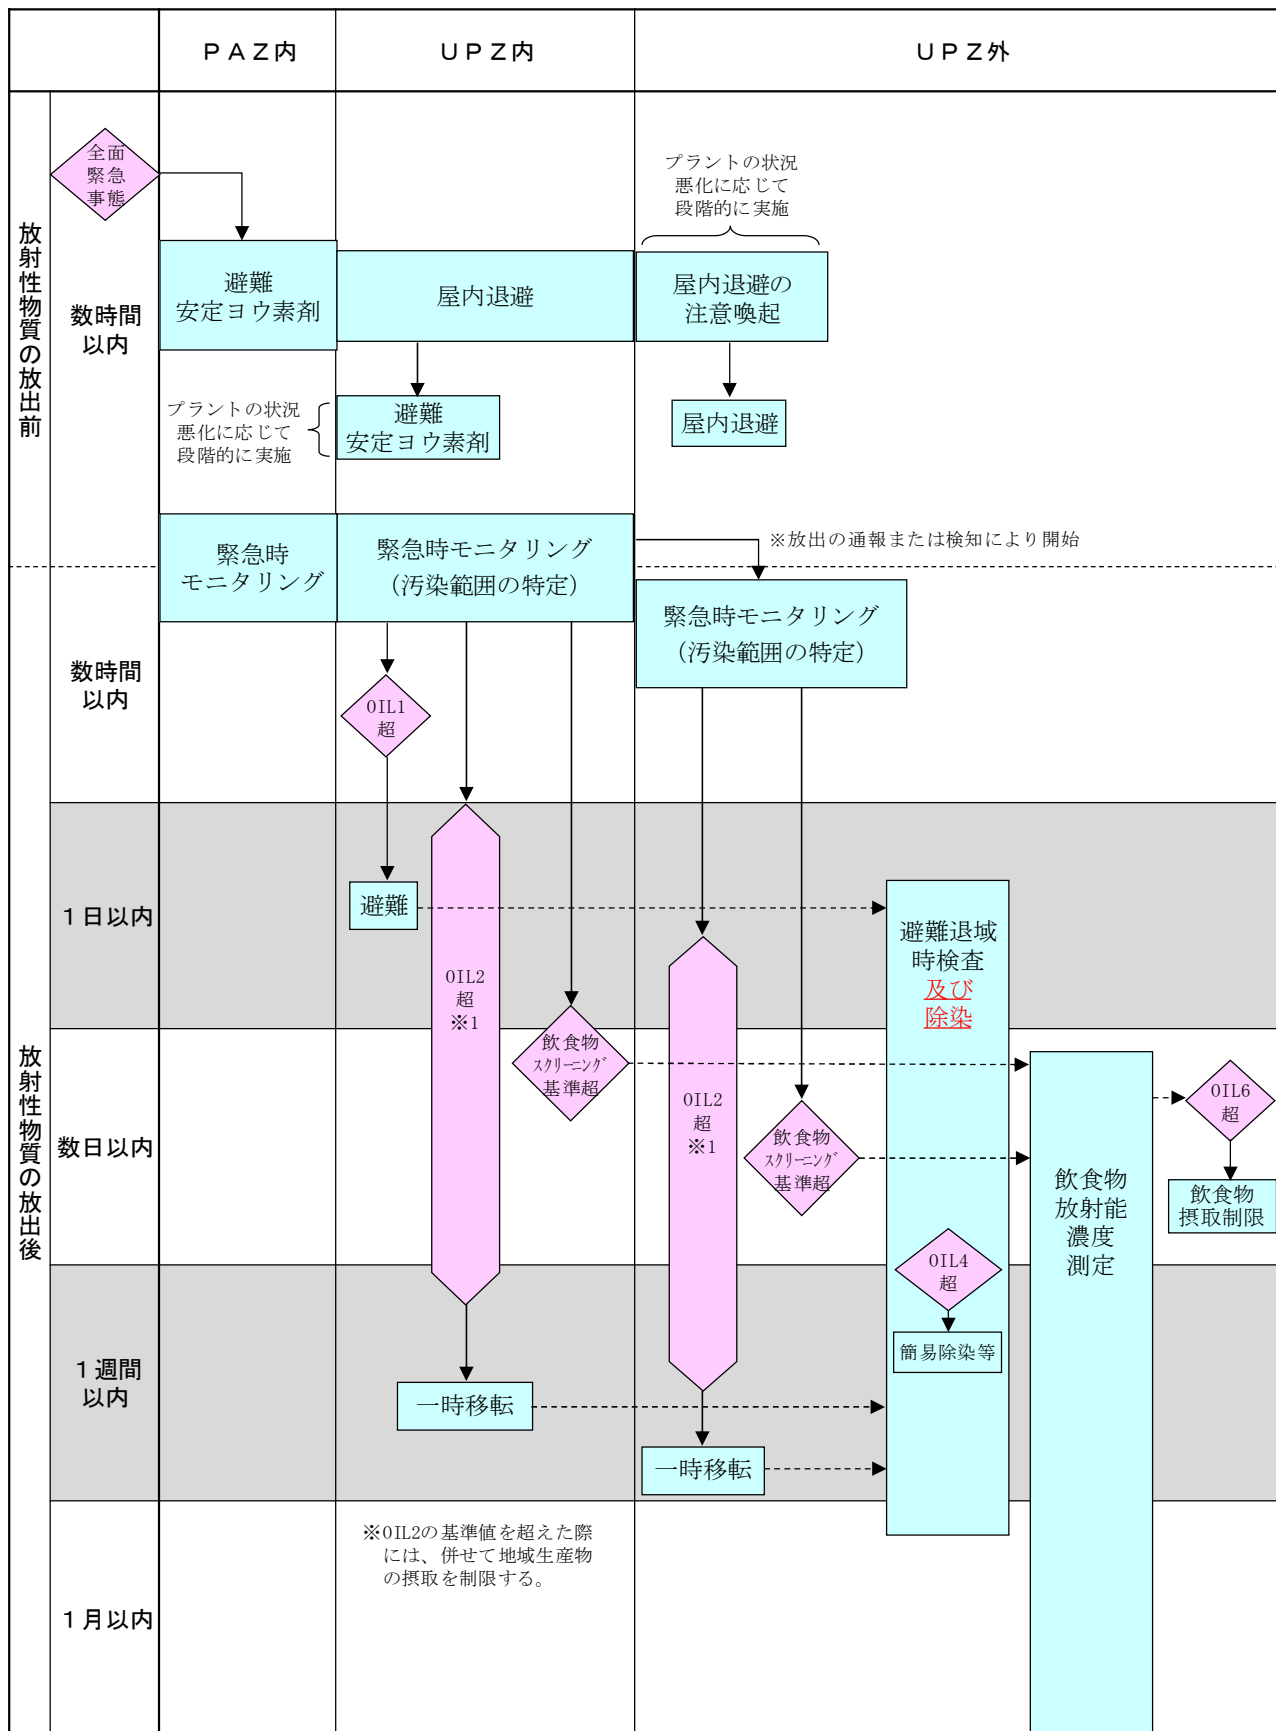 ＰＡＺ内
ＵＰＺ内
ＵＰＺ外
放射性物質の放出前
数時間
以内
全面
緊急
事態
プラントの状況
悪化に応じて
段階的に実施
避難
安定ヨウ素剤
屋内退避
屋内退避の
注意喚起
プラントの状況
悪化に応じて
段階的に実施
避難
安定ヨウ素剤
屋内退避
緊急時
モニタリング
緊急時モニタリング
（汚染範囲の特定）
※放出の通報または検知により開始
緊急時モニタリング
（汚染範囲の特定）
放射性物質の放出後
数時間
以内
OIL1
超
１日以内
避難
避難退域
時検査
及び
除染
OIL2
超
※1
飲食物
ｽｸﾘｰﾆﾝｸﾞ
基準超
数日以内
OIL2
超
※1
飲食物
ｽｸﾘｰﾆﾝｸﾞ
基準超
OIL6
超
飲食物
摂取制限
飲食物
放射能
濃度
測定
OIL4
超
簡易除染等
１週間
以内
一時移転
一時移転
１月以内
※OIL2の基準値を超えた際
には、併せて地域生産物
の摂取を制限する。